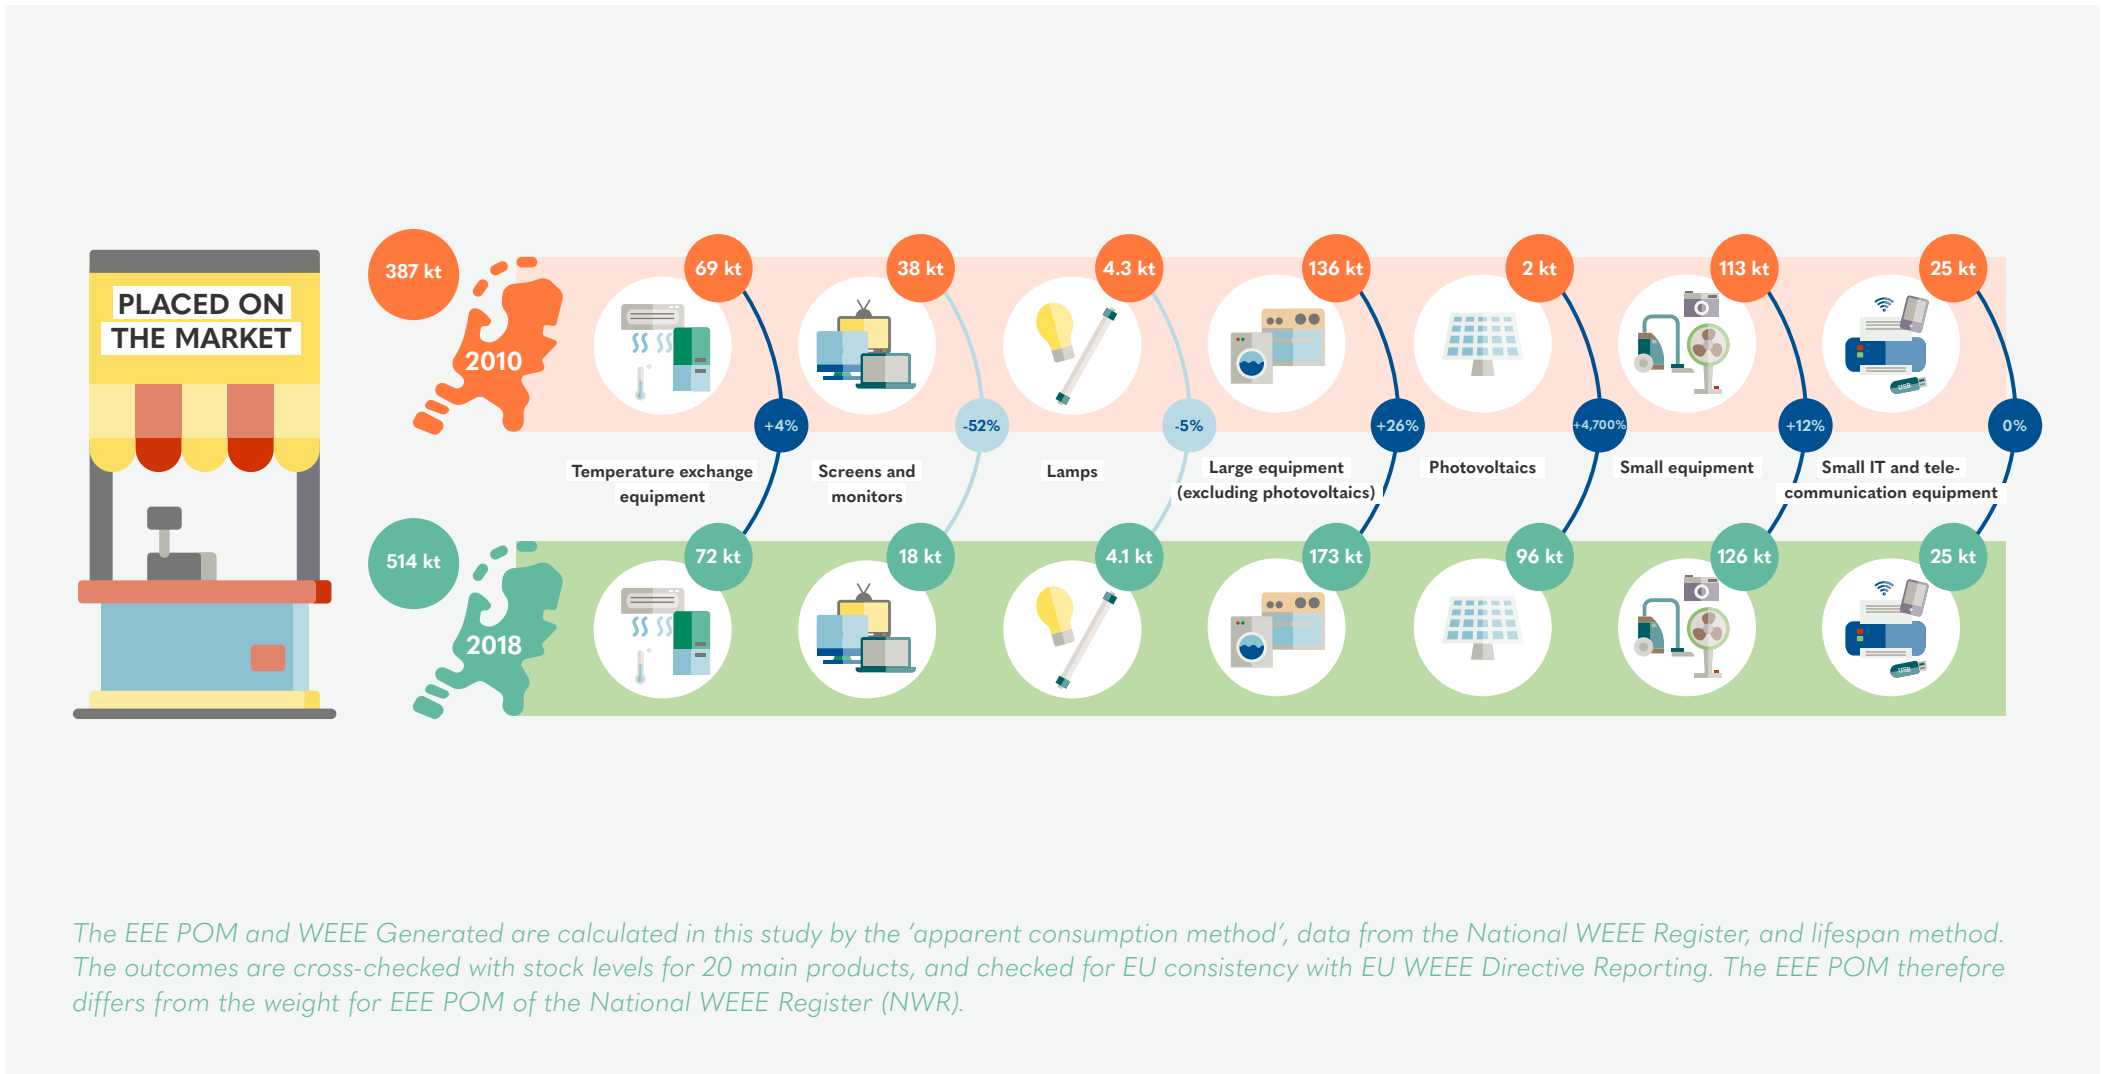 PLACED ON
THE MARKET
387 kt
2010
69 kt
38 kt
4.3 kt
136 kt
2 kt
113 kt
25 kt
USB
+4%
-52%
-5%
+26%
+4,700%
+12%
0%
Temperature exchange
equipment
Screens and
monitors
Lamps
Large equipment
(excluding photovoltaics)
Photovoltaics
Small equipment
Small IT and tele-
communication equipment
514 kt
2018
72 kt
18 kt
4.1 kt
173 kt
96 kt
126 kt
25 kt
USB
The EEE POM and WEEE Generated are calculated in this study by the ‘apparent consumption method’, data from the National WEEE Register, and lifespan method.
The outcomes are cross-checked with stock levels for 20 main products, and checked for EU consistency with EU WEEE Directive Reporting. The EEE POM therefore
differs from the weight for EEE POM of the National WEEE Register (NWR).